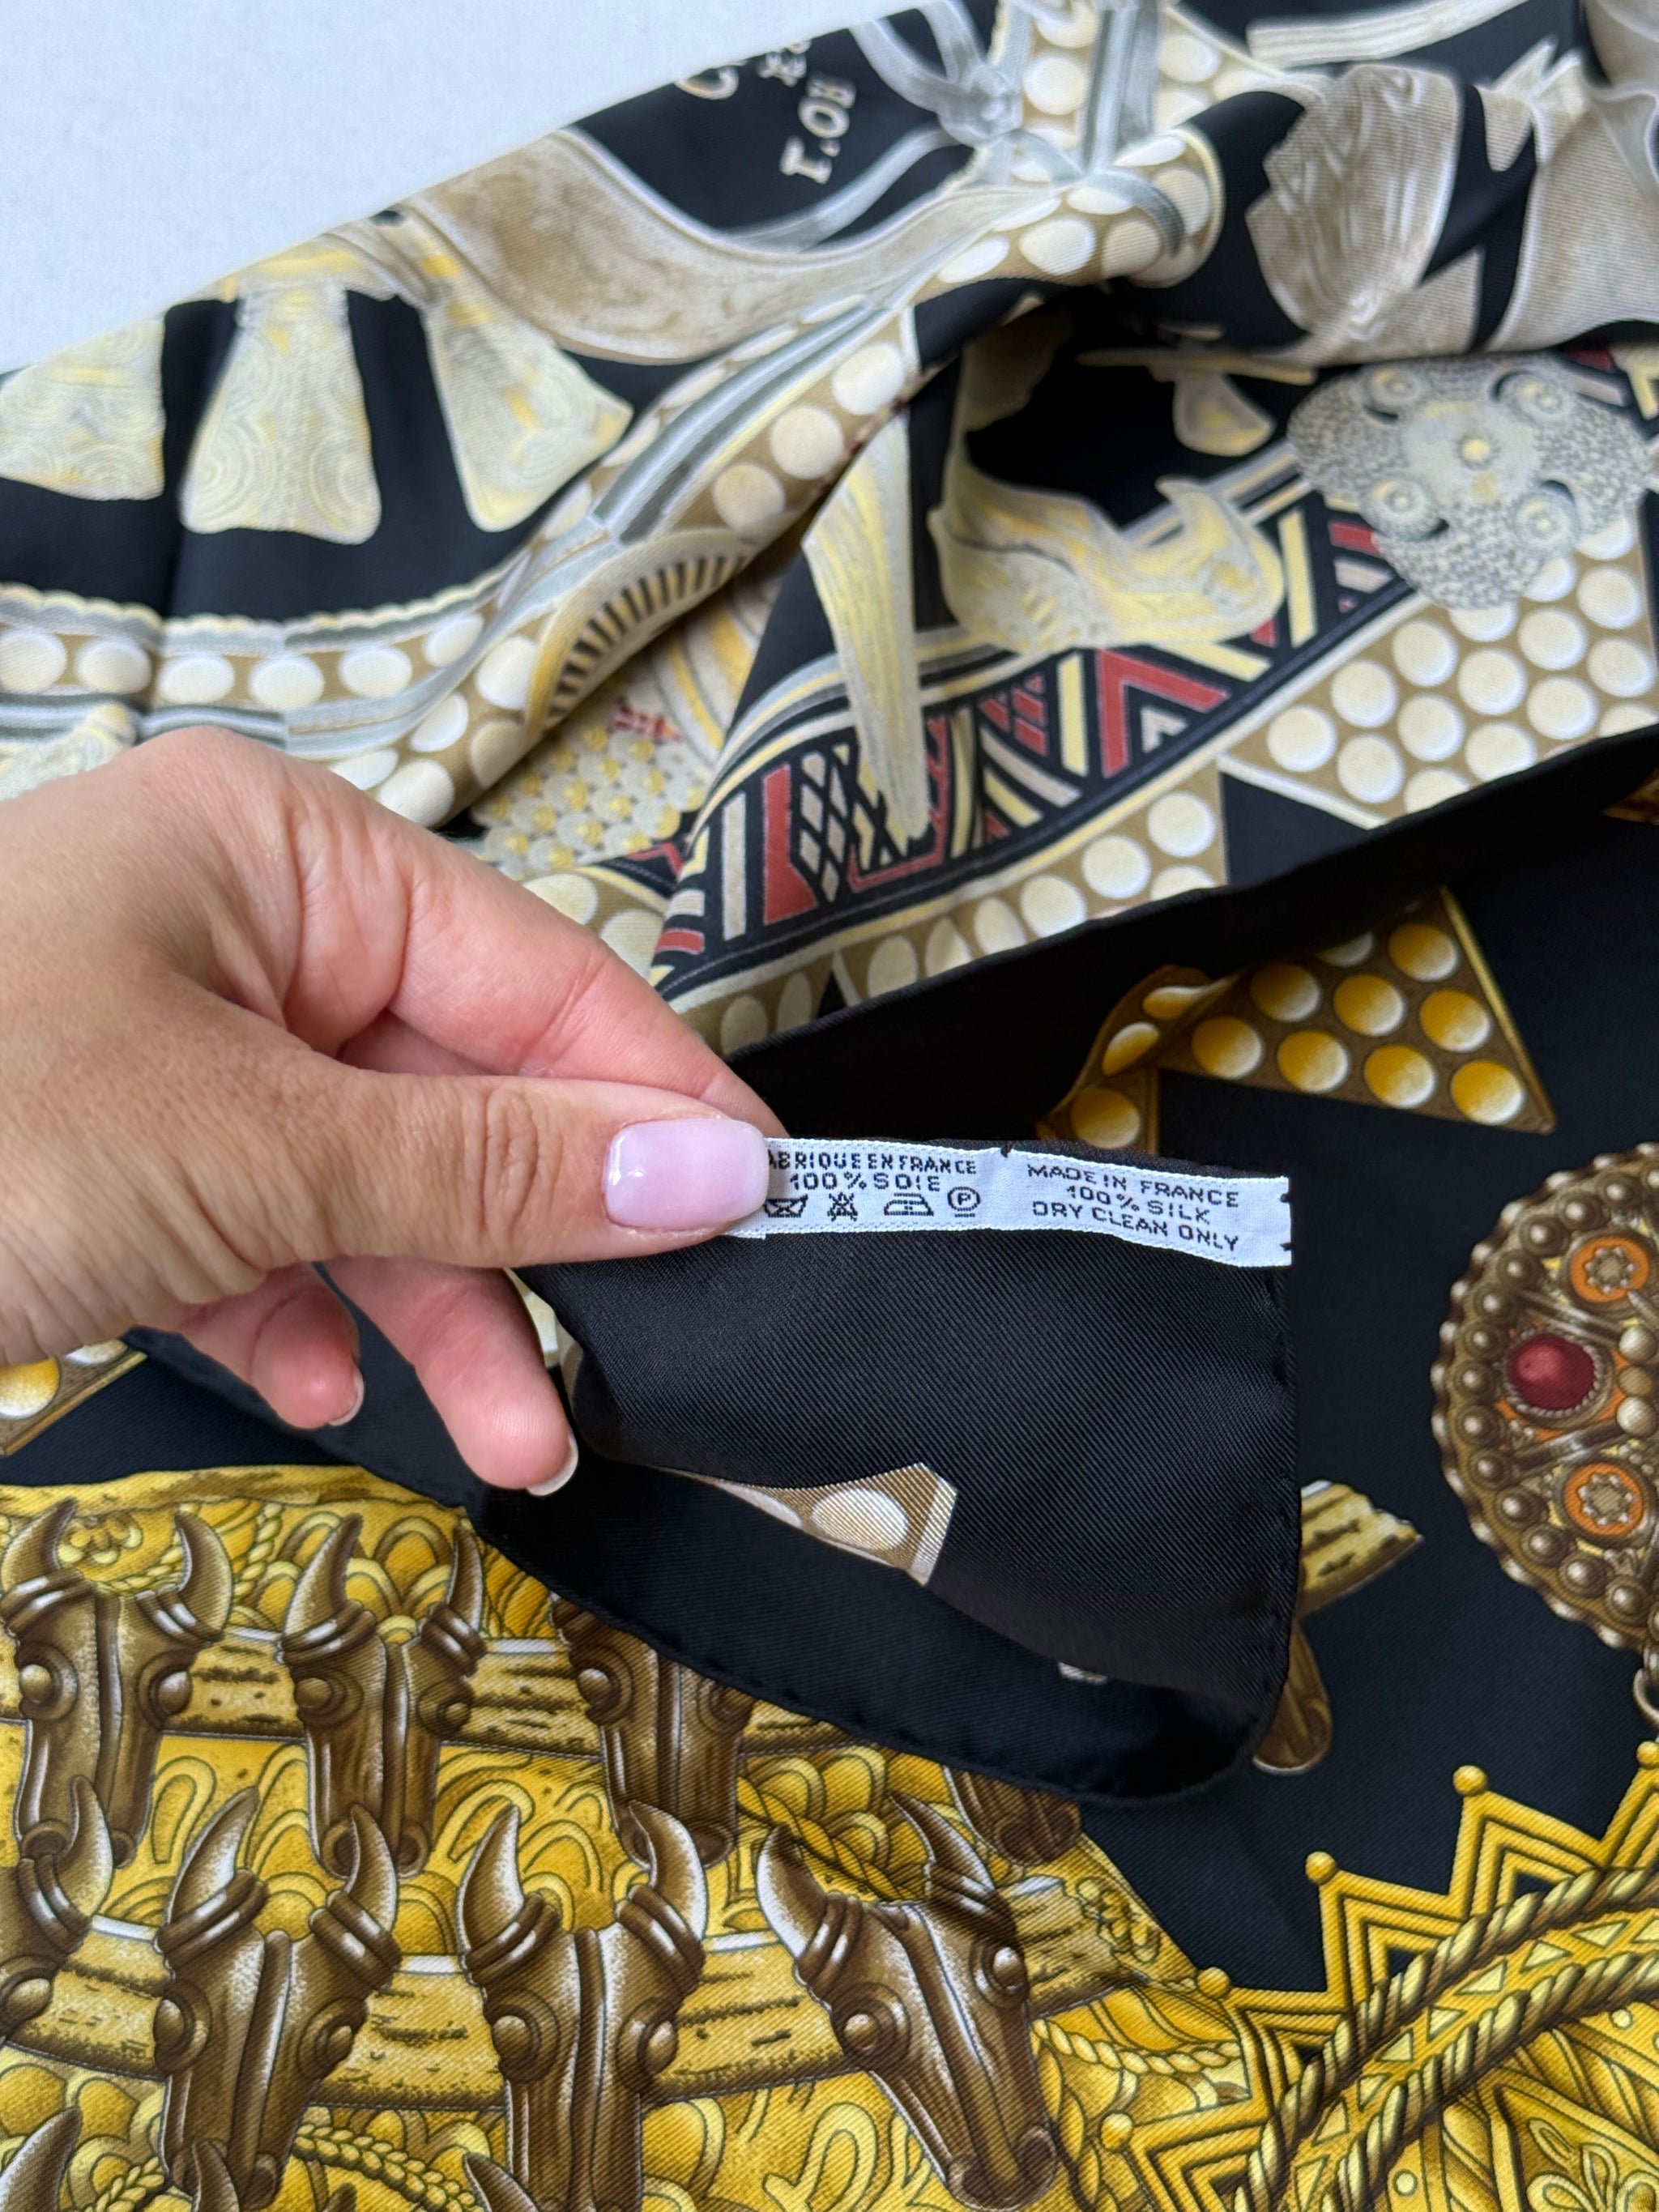 ABRIQUE EN FRANCE
100% SOIE
P
MADE IN FRANCE
100% SILK
DRY CLEAN ONLY